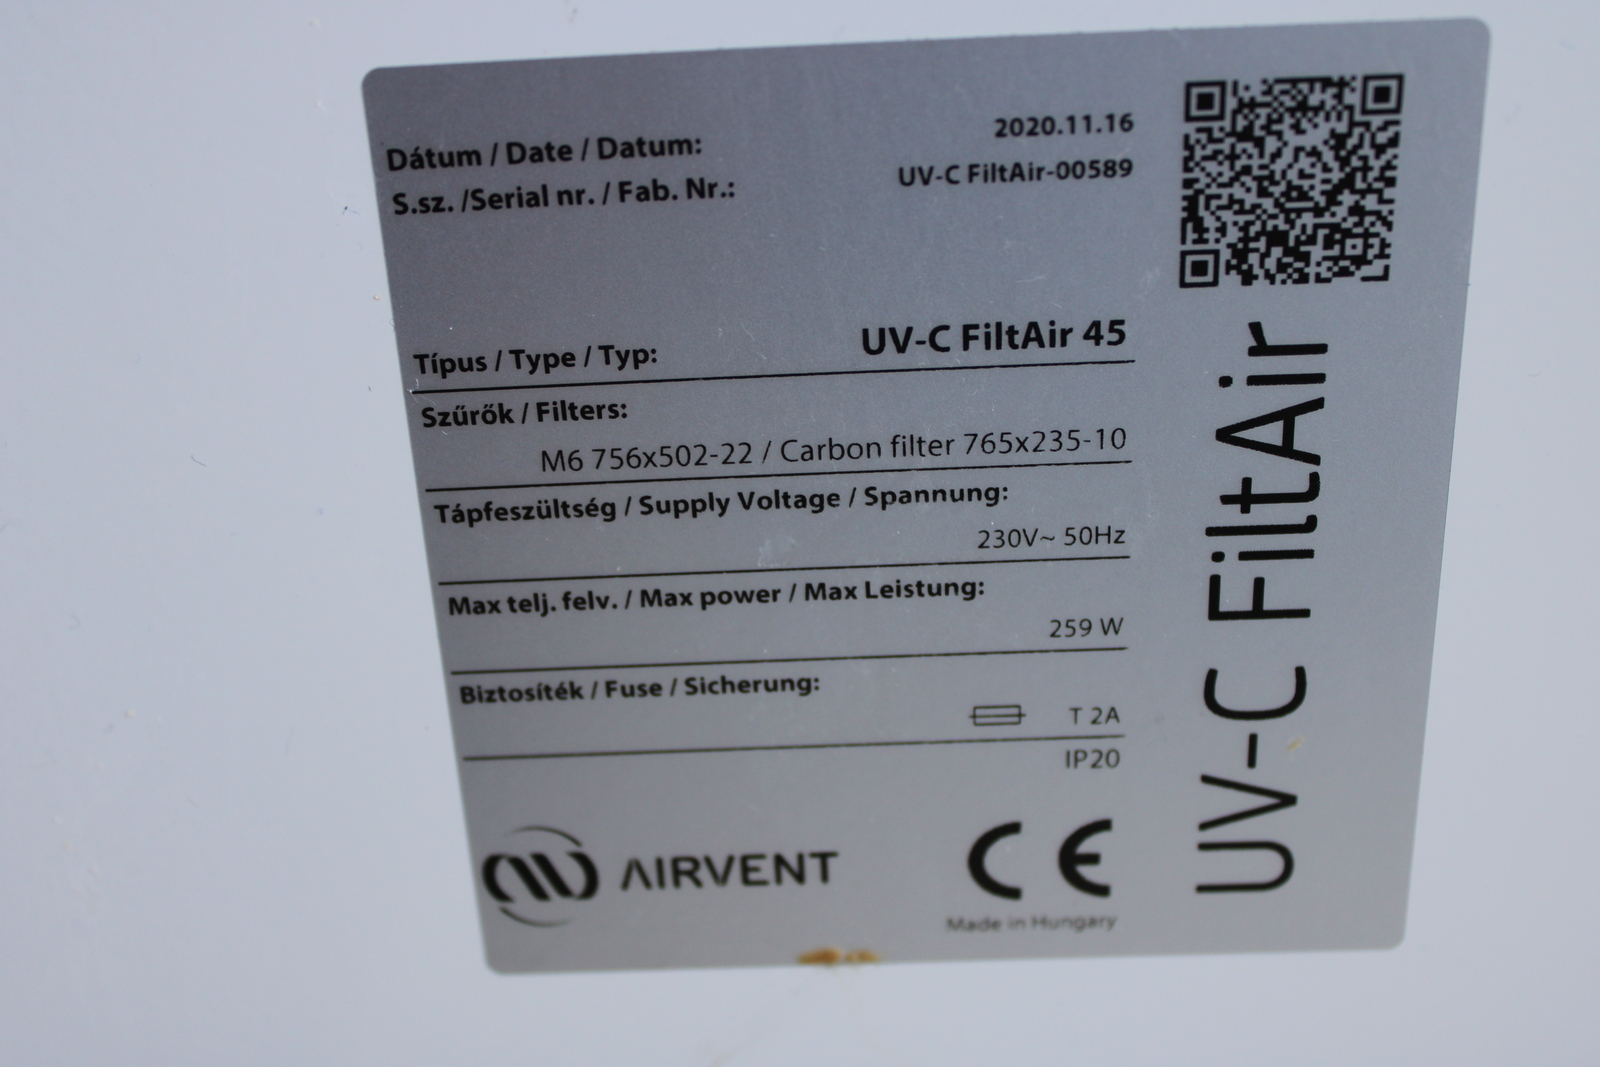 Dátum / Date / Datum: 2020.11.16
S.sz. /Serial nr. / Fab. Nr.: UV-C FiltAir-00589
Típus / Type / Typ: UV-C FiltAir 45
Szűrők / Filters:
M6 756x502-22 / Carbon filter 765x235-10
Tápfeszültség / Supply Voltage / Spannung:
230V~ 50Hz
Max telj. felv. / Max power / Max Leistung:
259 W
Biztosíték / Fuse / Sicherung:
T 2A
IP20
AIRVENT
CE
Made in Hungary
UV-C FiltAir